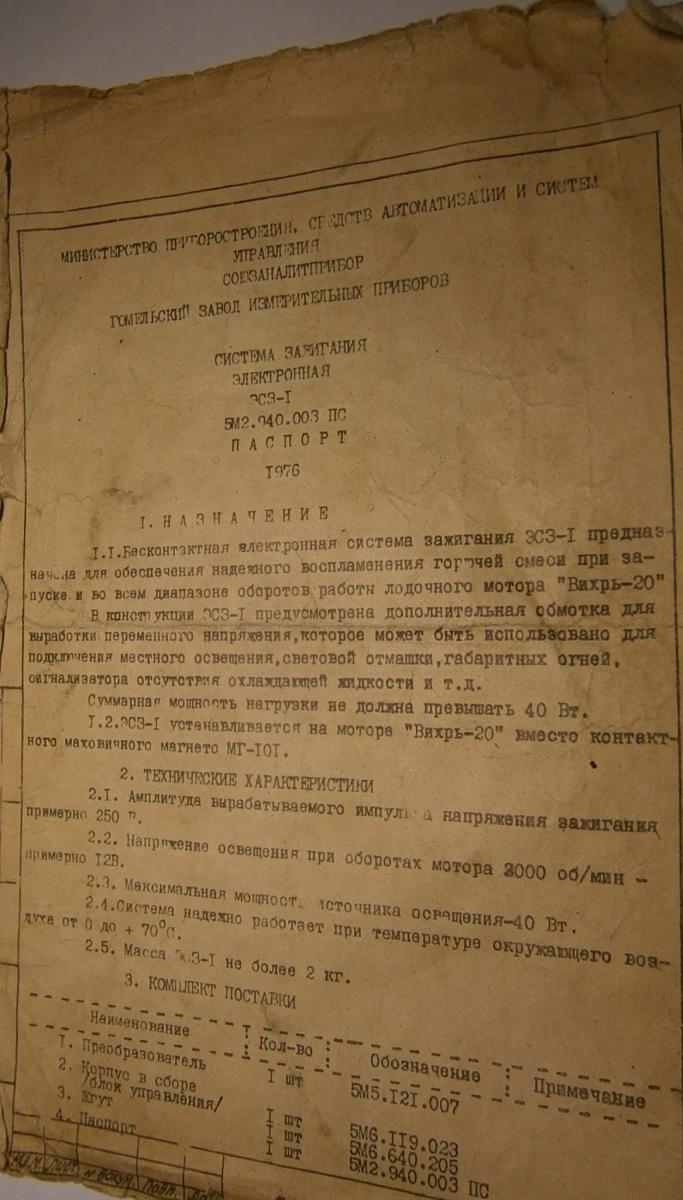 МИНИСТЕРСТВО ПРИБОРОСТРОЕНИЯ, СРЕДСТВ АВТОМАТИЗАЦИИ И СИСТЕМ
УПРАВЛЕНИЯ
СОЮЗАНАЛИТПРИБОР
ГОМЕЛЬСКИЙ ЗАВОД ИЗМЕРИТЕЛЬНЫХ ПРИБОРОВ
СИСТЕМА ЗАЖИГАНИЯ
ЭЛЕКТРОННАЯ
ЭСЗ-I
5М2.940.003 ПС
П А С П О Р Т
I976
I. Н А З Н А Ч Е Н И Е
I.I.Бесконтактная электронная система зажигания ЭСЗ-I предназ-
начена для обеспечения надежного воспламенения горючей смеси при за-
пуске и во всем диапазоне оборотов работы лодочного мотора "Вихрь-20"
В конструкции ЭСЗ-I предусмотрена дополнительная обмотка для
выработки переменного напряжения,которое может быть использовано для
подключения местного освещения,световой отмашки,габаритных огней,
сигнализатора отсутствия охлаждающей жидкости и т.д.
Суммарная мощность нагрузки не должна превышать 40 Вт.
I.2.ЭСЗ-I устанавливается на моторе "Вихрь-20" вместо контакт-
ного маховичного магнето МГ-IOI.
2. ТЕХНИЧЕСКИЕ ХАРАКТЕРИСТИКИ
2.I. Амплитуда вырабатываемого импульса напряжения зажигания
примерно 250 В.
2.2. Напряжение освещения при оборотах мотора 2000 об/мин -
примерно I2В.
2.3. Максимальная мощность источника освещения-40 Вт.
2.4.Система надежно работает при температуре окружающего воз-
духа от 0 до + 70°С.
2.5. Масса ЭСЗ-I не более 2 кг.
3. КОМПЛЕКТ ПОСТАВКИ
Наименование : Кол-во : Обозначение : Примечание
I. Преобразователь I шт 5М5.I2I.007
2. Корпус в сборе
/блок управления/ I шт 5М6.II9.023
3. Жгут I шт 5М6.640.205
4. Паспорт I шт 5М2.940.003 ПС
Изм. Лист № докум. Подп.